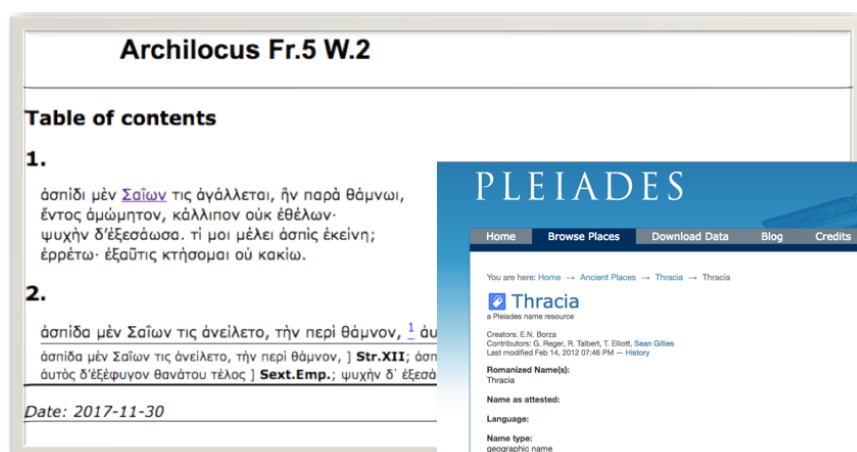 Archilocus Fr.5 W.2
Table of contents
1.
ἀσπίδι μὲν Σαΐων τις ἀγάλλεται, ἣν παρὰ θάμνωι,
ἔντος ἀμώμητον, κάλλιπον οὐκ ἐθέλων·
ψυχὴν δ'ἐξεσάωσα. τί μοι μέλει ἀσπὶς ἐκείνη;
ἐρρέτω· ἐξαῦτις κτήσομαι οὐ κακίω.
2.
ἀσπίδα μὲν Σαΐων τις ἀνείλετο, τὴν περὶ θάμνον, 1
ἀσπίδα μὲν Σαΐων τις ἀνείλετο, τὴν περὶ θάμνον, ] Str.XII;
αὐτὸς δ'ἐξέφυγον θανάτου τέλος ] Sext.Emp.; ψυχὴν δ'
Date: 2017-11-30
PLEIADES
Home Browse Places Download Data Blog Credits
You are here: Home → Ancient Places → Thracia → Thracia
Thracia
a Pleiades name resource
Creators: E.N. Borza
Contributors: G. Reger, R. Talbert, T. Elliott, Sean Gillies
Last modified Feb 14, 2012 07:46 PM — History
Romanized Name(s):
Thracia
Name as attested:
Language:
Name type:
geographic name